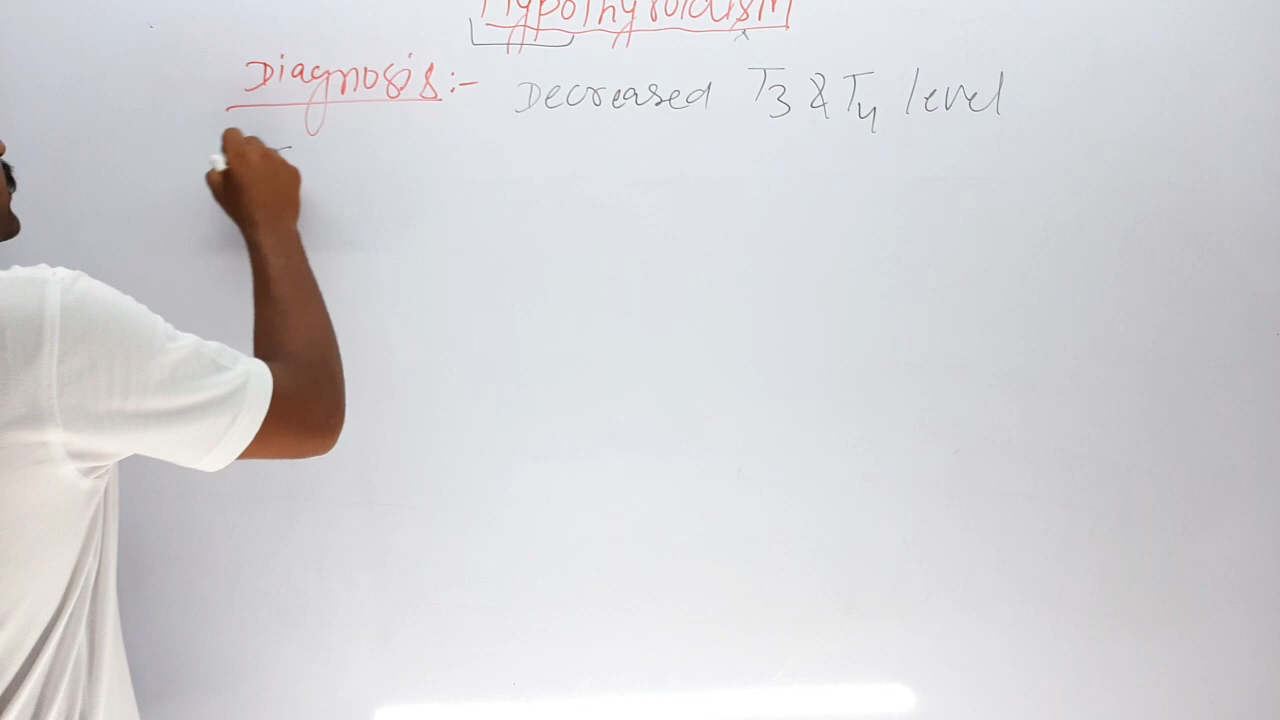 Hypothyroidism
Diagnosis:- Decreased T3 & T4 level